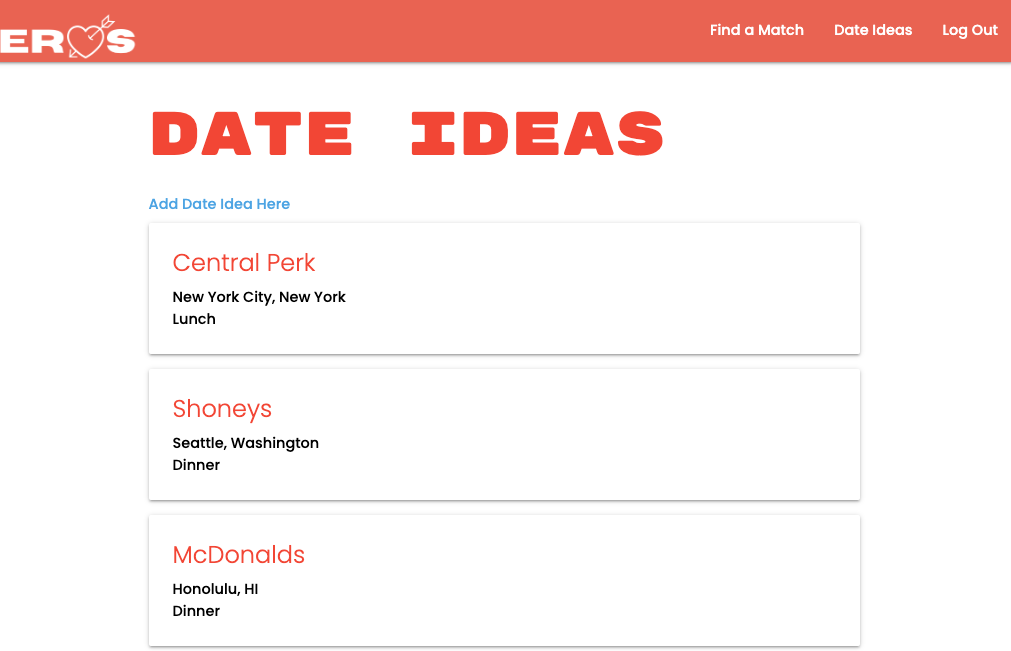 EROS
Find a Match
Date Ideas
Log Out
DATE IDEAS
Add Date Idea Here
Central Perk
New York City, New York
Lunch
Shoneys
Seattle, Washington
Dinner
McDonalds
Honolulu, HI
Dinner